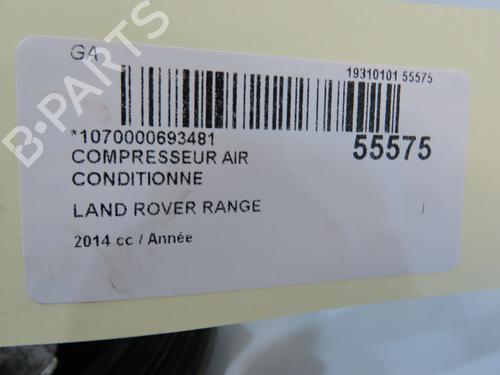 GA
19310101 55575
*1070000693481
55575
COMPRESSEUR AIR
CONDITIONNE
LAND ROVER RANGE
2014 cc / Année
B-PARTS